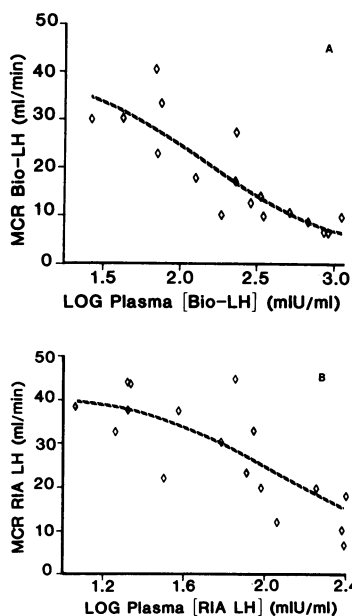 A
50
40
30
20
10
0
MCR Bio-LH (ml/min)
1.5 2.0 2.5 3.0
LOG Plasma [Bio-LH] (mIU/ml)
B
50
40
30
20
10
0
MCR RIA LH (ml/min)
1.2 1.6 2.0 2.4
LOG Plasma [RIA LH] (mIU/ml)